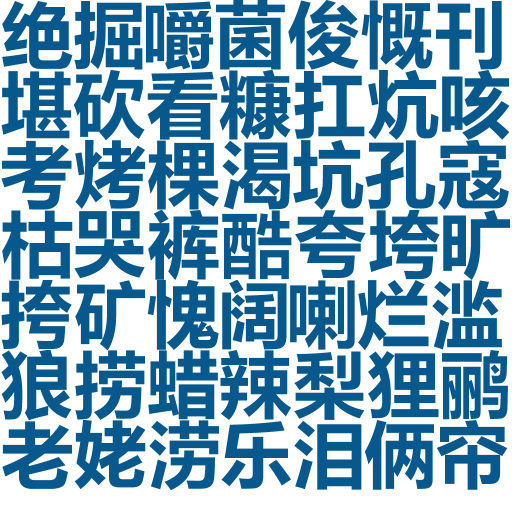 绝掘嚼菌俊慨刊
堪砍看糠扛炕咳
考烤棵渴坑孔寇
枯哭裤酷夸垮旷
挎矿愧阔喇烂滥
狼捞蜡辣梨狸鹂
老姥涝乐泪俩帘